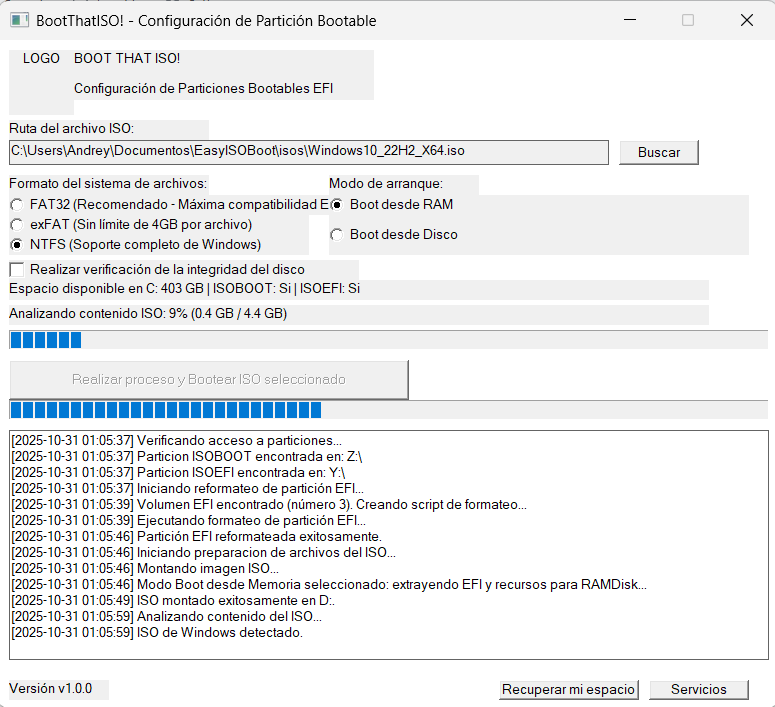 BootThatISO! - Configuración de Partición Bootable
LOGO BOOT THAT ISO!
Configuración de Particiones Bootables EFI
Ruta del archivo ISO:
C:\Users\Andrey\Documentos\EasyISOBoot\isos\Windows10_22H2_X64.iso Buscar
Formato del sistema de archivos: Modo de arranque:
FAT32 (Recomendado - Máxima compatibilidad E Boot desde RAM
exFAT (Sin límite de 4GB por archivo)
Boot desde Disco
NTFS (Soporte completo de Windows)
Realizar verificación de la integridad del disco
Espacio disponible en C: 403 GB | ISOBOOT: Si | ISOEFI: Si
Analizando contenido ISO: 9% (0.4 GB / 4.4 GB)
Realizar proceso y Bootear ISO seleccionado
[2025-10-31 01:05:37] Verificando acceso a particiones...
[2025-10-31 01:05:37] Particion ISOBOOT encontrada en: Z:\
[2025-10-31 01:05:37] Particion ISOEFI encontrada en: Y:\
[2025-10-31 01:05:37] Iniciando reformateo de partición EFI...
[2025-10-31 01:05:39] Volumen EFI encontrado (número 3). Creando script de formateo...
[2025-10-31 01:05:39] Ejecutando formateo de partición EFI...
[2025-10-31 01:05:46] Partición EFI reformateada exitosamente.
[2025-10-31 01:05:46] Iniciando preparacion de archivos del ISO...
[2025-10-31 01:05:46] Montando imagen ISO...
[2025-10-31 01:05:46] Modo Boot desde Memoria seleccionado: extrayendo EFI y recursos para RAMDisk...
[2025-10-31 01:05:49] ISO montado exitosamente en D:.
[2025-10-31 01:05:59] Analizando contenido del ISO...
[2025-10-31 01:05:59] ISO de Windows detectado.
Versión v1.0.0 Recuperar mi espacio Servicios